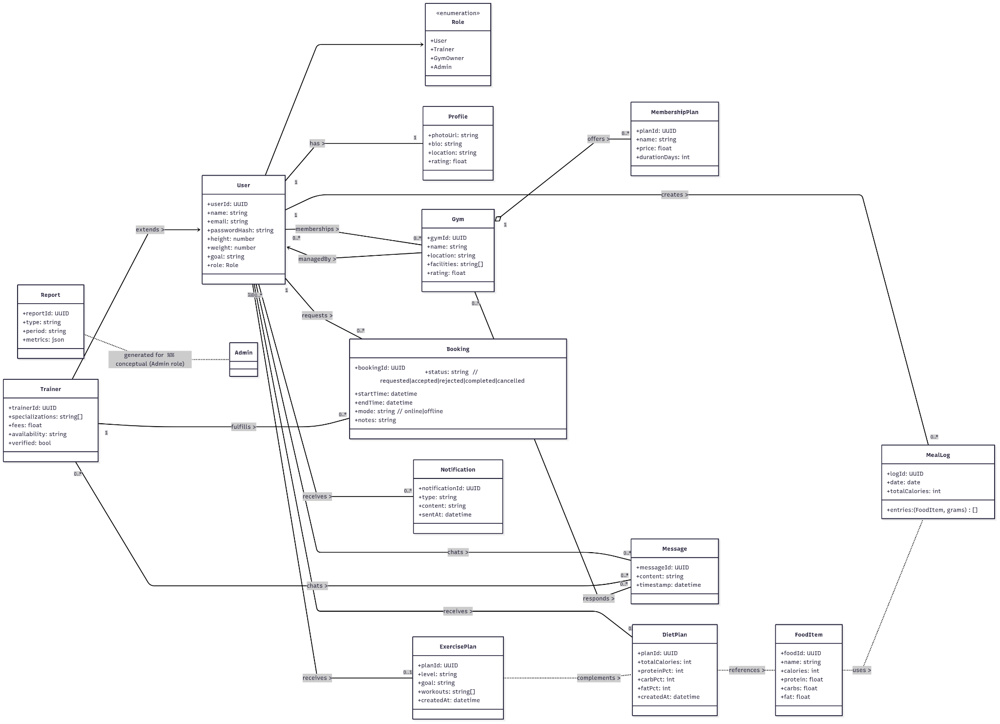 «enumeration»
Role
+User
+Trainer
+GymOwner
+Admin
Profile
+photoUrl: string
+bio: string
+location: string
+rating: float
MembershipPlan
+planId: UUID
+name: string
+price: float
+durationDays: int
has >
1
1
offers >
0..*
1
User
+userId: UUID
+name: string
+email: string
+passwordHash: string
+height: number
+weight: number
+goal: string
+role: Role
creates >
1
0..*
extends >
memberships >
0..*
0..*
managedBy >
Gym
+gymId: UUID
+name: string
+location: string
+facilities: string[]
+rating: float
Report
+reportId: UUID
+type: string
+period: string
+metrics: json
generated for %%
conceptual (Admin role)
Admin
1
0..*
1
requests >
0..*
0..*
Booking
+bookingId: UUID
+status: string //
requested|accepted|rejected|completed|cancelled
+startTime: datetime
+endTime: datetime
+mode: string // online|offline
+notes: string
Trainer
+trainerId: UUID
+specializations: string[]
+fees: float
+availability: string
+verified: bool
1
fulfills >
0..*
0..*
Notification
+notificationId: UUID
+type: string
+content: string
+sentAt: datetime
receives >
0..*
MealLog
+logId: UUID
+date: date
+totalCalories: int
+entries:(FoodItem, grams) : []
Message
+messageId: UUID
+content: string
+timestamp: datetime
chats >
0..*
chats >
0..*
0..*
responds >
receives >
DietPlan
+planId: UUID
+totalCalories: int
+proteinPct: int
+carbPct: int
+fatPct: int
+createdAt: datetime
FoodItem
+foodId: UUID
+name: string
+calories: int
+protein: float
+carbs: float
+fat: float
ExercisePlan
+planId: UUID
+level: string
+goal: string
+workouts: string[]
+createdAt: datetime
receives >
0..1
complements >
references >
uses >